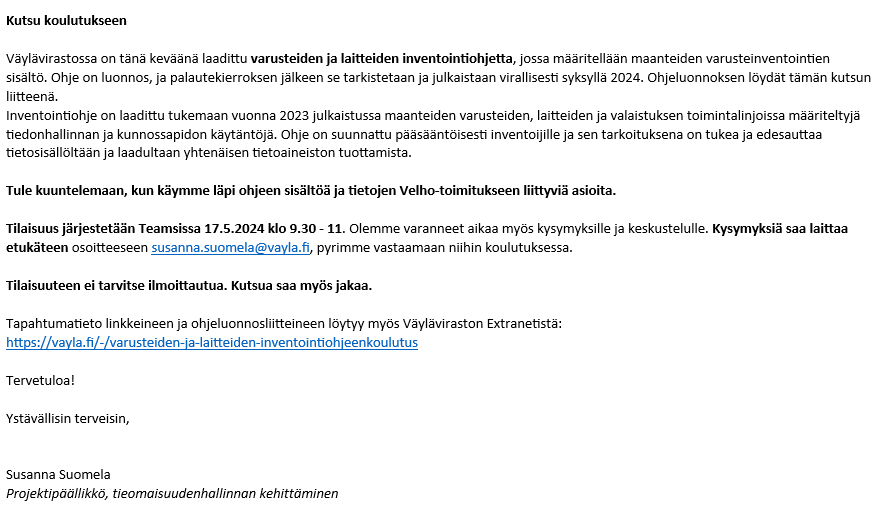 Kutsu koulutukseen
Väylävirastossa on tänä keväänä laadittu varusteiden ja laitteiden inventointiohjetta, jossa määritellään maanteiden varusteinventointien
sisältö. Ohje on luonnos, ja palautekierroksen jälkeen se tarkistetaan ja julkaistaan virallisesti syksyllä 2024. Ohjeluonnoksen löydät tämän kutsun
liitteenä.
Inventointiohje on laadittu tukemaan vuonna 2023 julkaistussa maanteiden varusteiden, laitteiden ja valaistuksen toimintalinjoissa määriteltyjä
tiedonhallinnan ja kunnossapidon käytäntöjä. Ohje on suunnattu pääsääntöisesti inventoijille ja sen tarkoituksena on tukea ja edesauttaa
tietosisällöltään ja laadultaan yhtenäisen tietoaineiston tuottamista.
Tule kuuntelemaan, kun käymme läpi ohjeen sisältöä ja tietojen Velho-toimitukseen liittyviä asioita.
Tilaisuus järjestetään Teamsissa 17.5.2024 klo 9.30 - 11. Olemme varanneet aikaa myös kysymyksille ja keskustelulle. Kysymyksiä saa laittaa
etukäteen osoitteeseen susanna.suomela@vayla.fi, pyrimme vastaamaan niihin koulutuksessa.
Tilaisuuteen ei tarvitse ilmoittautua. Kutsua saa myös jakaa.
Tapahtumatieto linkkeineen ja ohjeluonnosliitteineen löytyy myös Väyläviraston Extranetistä:
https://vayla.fi/-/varusteiden-ja-laitteiden-inventointiohjeenkoulutus
Tervetuloa!
Ystävällisin terveisin,
Susanna Suomela
Projektipäällikkö, tieomaisuudenhallinnan kehittäminen